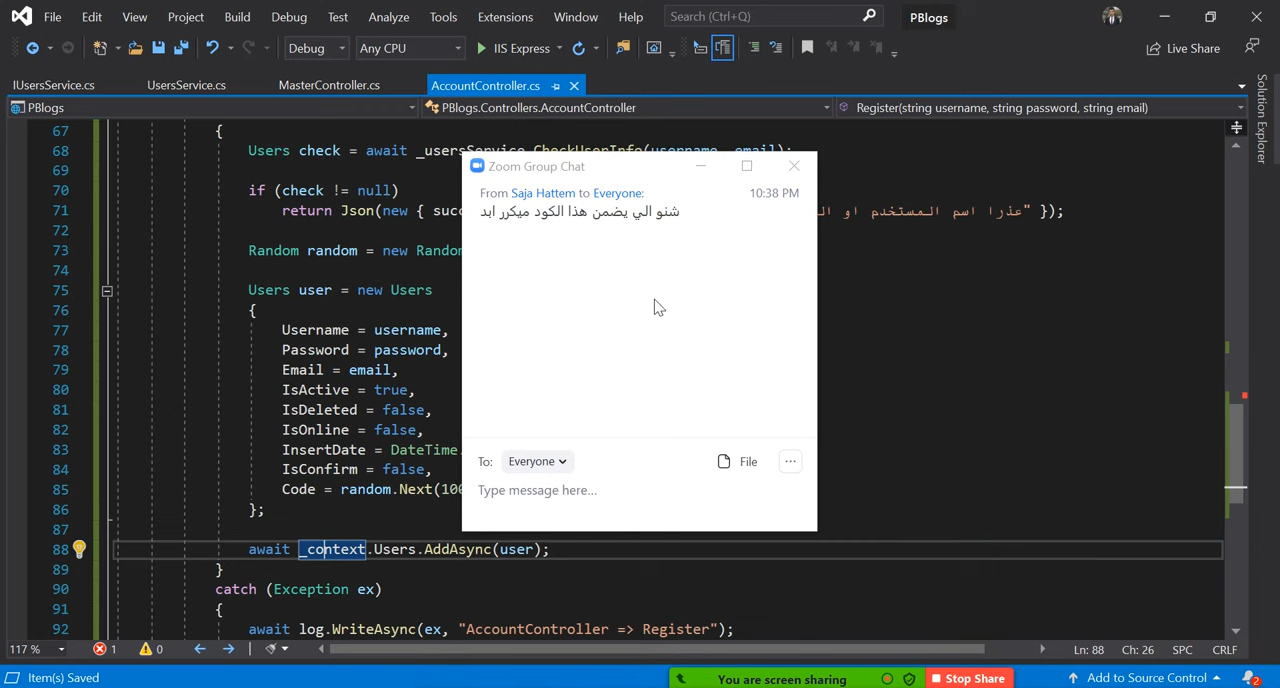 File Edit View Project Build Debug Test Analyze Tools Extensions Window Help Search (Ctrl+Q) PBlogs
Debug Any CPU IIS Express Live Share
IUsersService.cs UsersService.cs MasterController.cs AccountController.cs
PBlogs PBlogs.Controllers.AccountController Register(string username, string password, string email)
Solution Explorer
67 {
68 Users check = await _usersService.CheckUserInfo(username, email);
69
70 if (check != null)
71 return Json(new { succ عذرا اسم المستخدم او ال" });
72
73 Random random = new Random
74
75 Users user = new Users
76 {
77 Username = username,
78 Password = password,
79 Email = email,
80 IsActive = true,
81 IsDeleted = false,
82 IsOnline = false,
83 InsertDate = DateTime.
84 IsConfirm = false,
85 Code = random.Next(100
86 };
87
88 await _context.Users.AddAsync(user);
89 }
90 catch (Exception ex)
91 {
92 await log.WriteAsync(ex, "AccountController => Register");
Zoom Group Chat
From Saja Hattem to Everyone: 10:38 PM
شنو الي يضمن هذا الكود ميكرر ابد
To: Everyone File ...
Type message here...
117 % 1 0 Ln: 88 Ch: 26 SPC CRLF
Item(s) Saved You are screen sharing Stop Share Add to Source Control 2